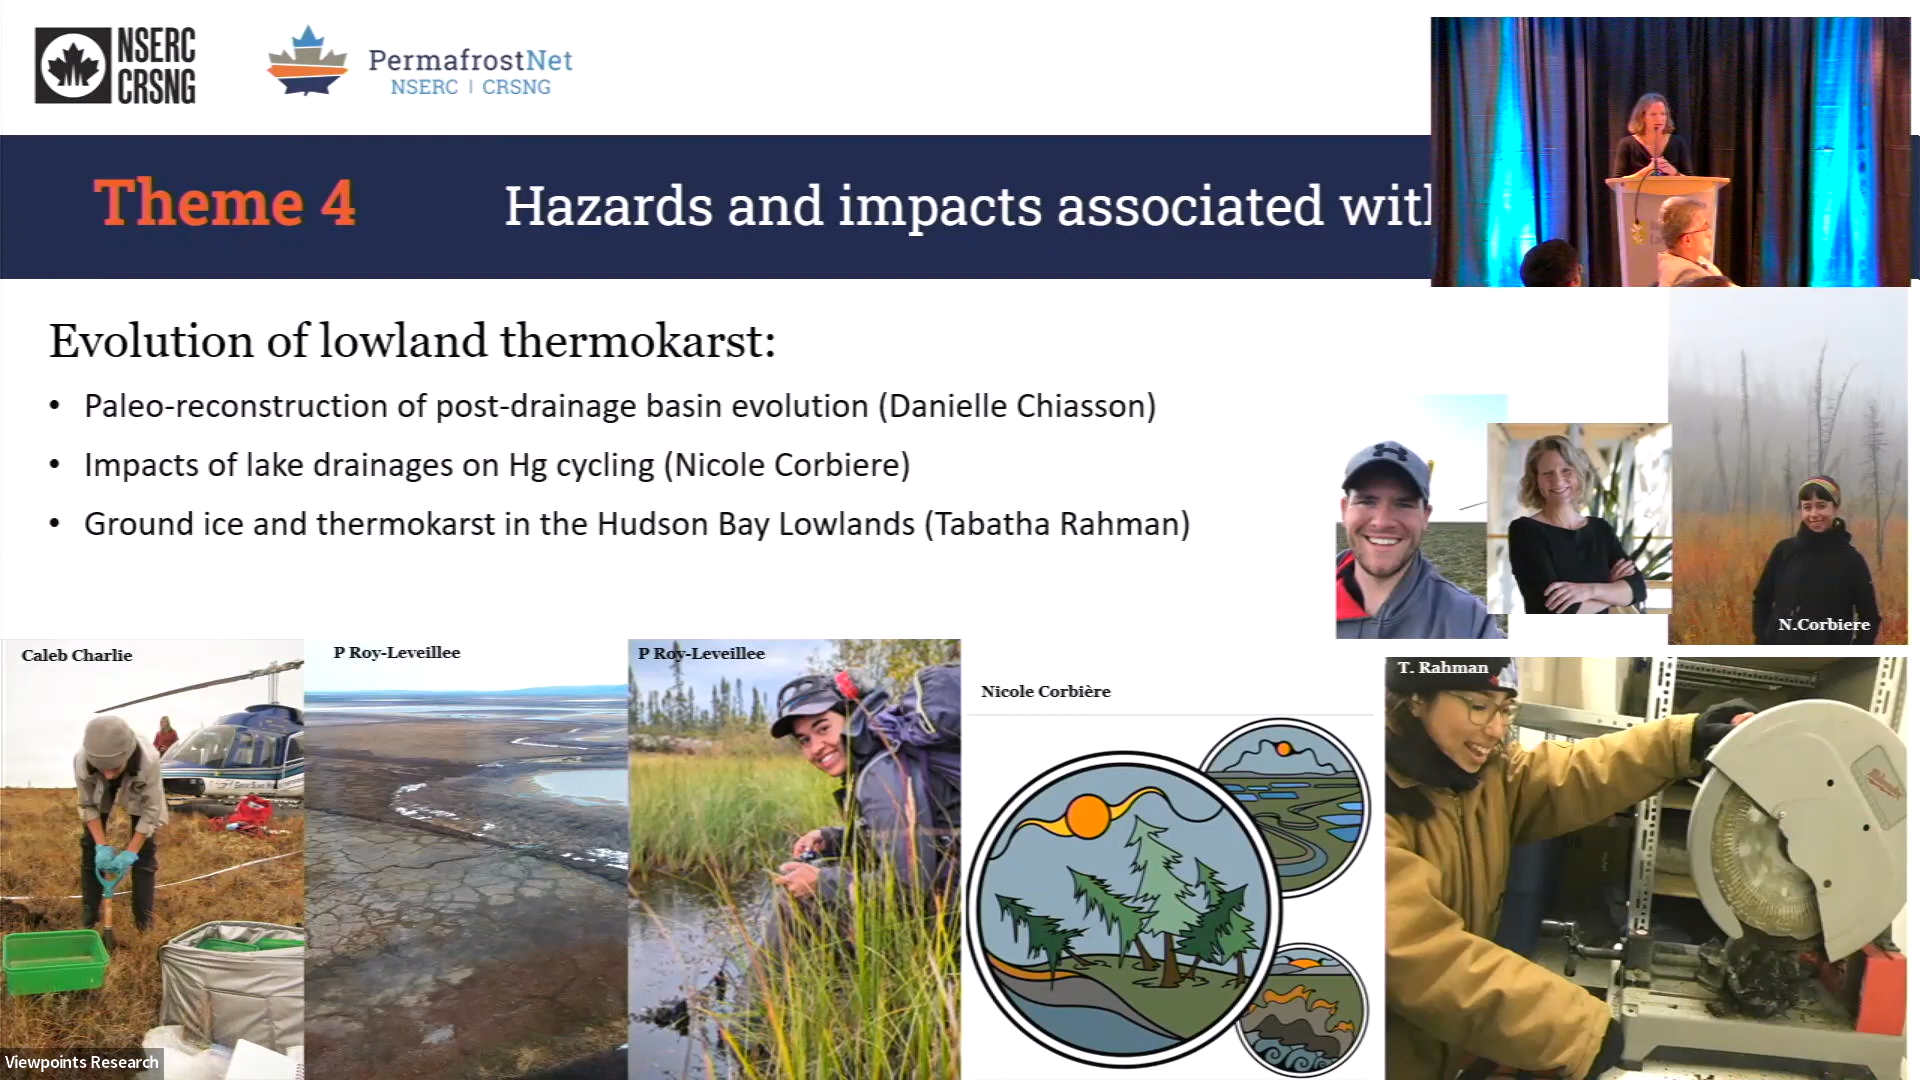 NSERC
CRSNG
PermafrostNet
NSERC | CRSNG
Theme 4
Hazards and impacts associated with
Evolution of lowland thermokarst:
• Paleo-reconstruction of post-drainage basin evolution (Danielle Chiasson)
• Impacts of lake drainages on Hg cycling (Nicole Corbiere)
• Ground ice and thermokarst in the Hudson Bay Lowlands (Tabatha Rahman)
N.Corbiere
Caleb Charlie
P Roy-Leveillee
P Roy-Leveillee
Nicole Corbière
T. Rahman
Viewpoints Research